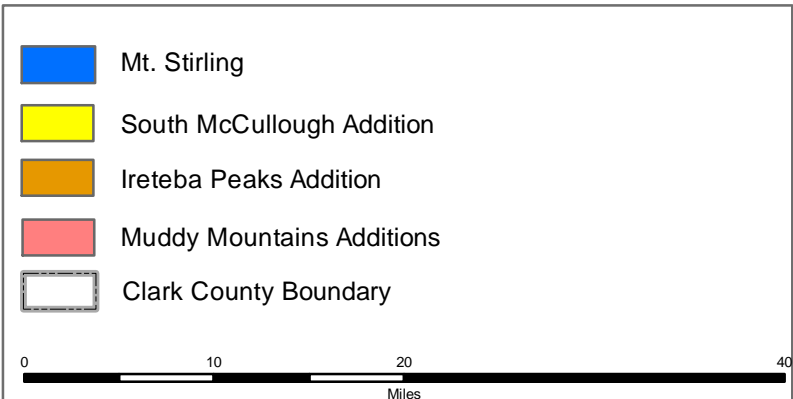 Mt. Stirling
South McCullough Addition
Ireteba Peaks Addition
Muddy Mountains Additions
Clark County Boundary
0 10 20 40
Miles